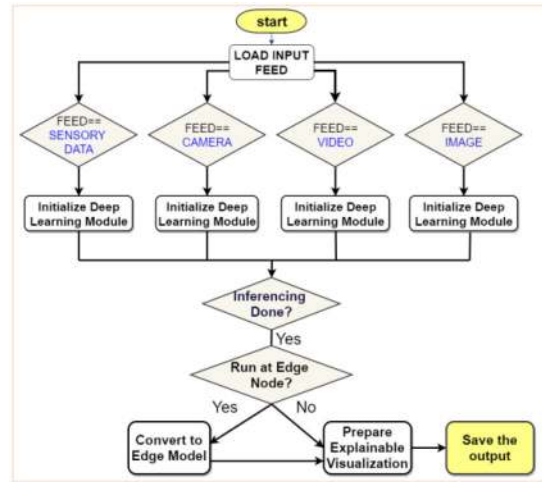 start
LOAD INPUT
FEED
FEED==
SENSORY
DATA
FEED==
CAMERA
FEED==
VIDEO
FEED==
IMAGE
Initialize Deep
Learning Module
Initialize Deep
Learning Module
Initialize Deep
Learning Module
Initialize Deep
Learning Module
Inferencing
Done?
Yes
Run at Edge
Node?
Yes
No
Convert to
Edge Model
Prepare
Explainable
Visualization
Save the
output